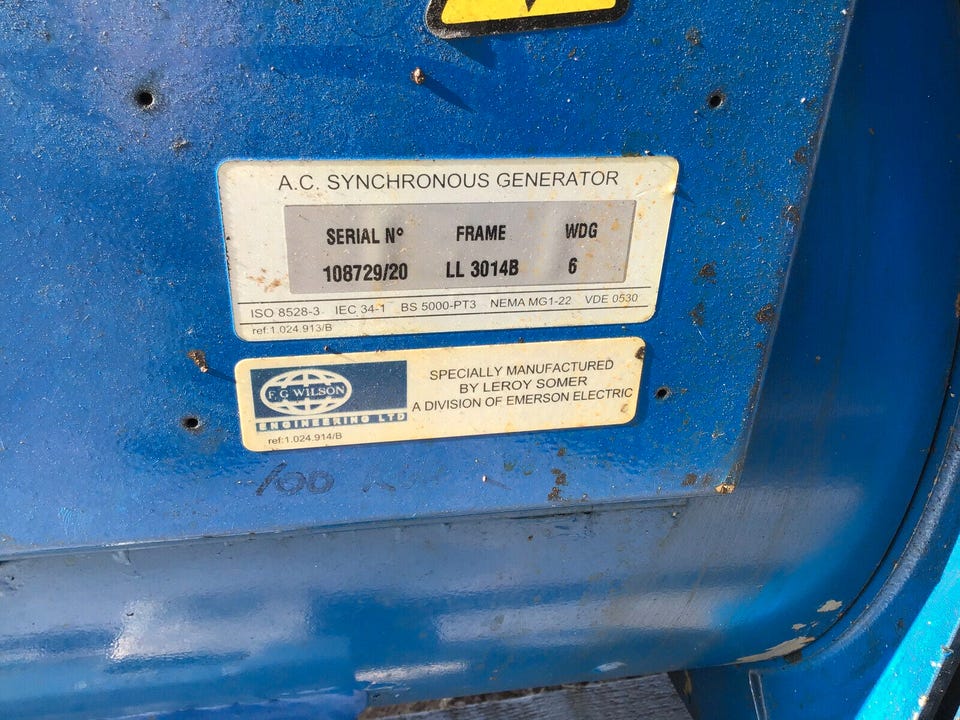 A.C. SYNCHRONOUS GENERATOR
SERIAL Nº FRAME WDG
108729/20 LL 3014B 6
ISO 8528-3 IEC 34-1 BS 5000-PT3 NEMA MG1-22 VDE 0530
ref:1.024.913/B
F.G WILSON
ENGINEERING LTD
ref:1.024.914/B
SPECIALLY MANUFACTURED
BY LEROY SOMER
A DIVISION OF EMERSON ELECTRIC
100